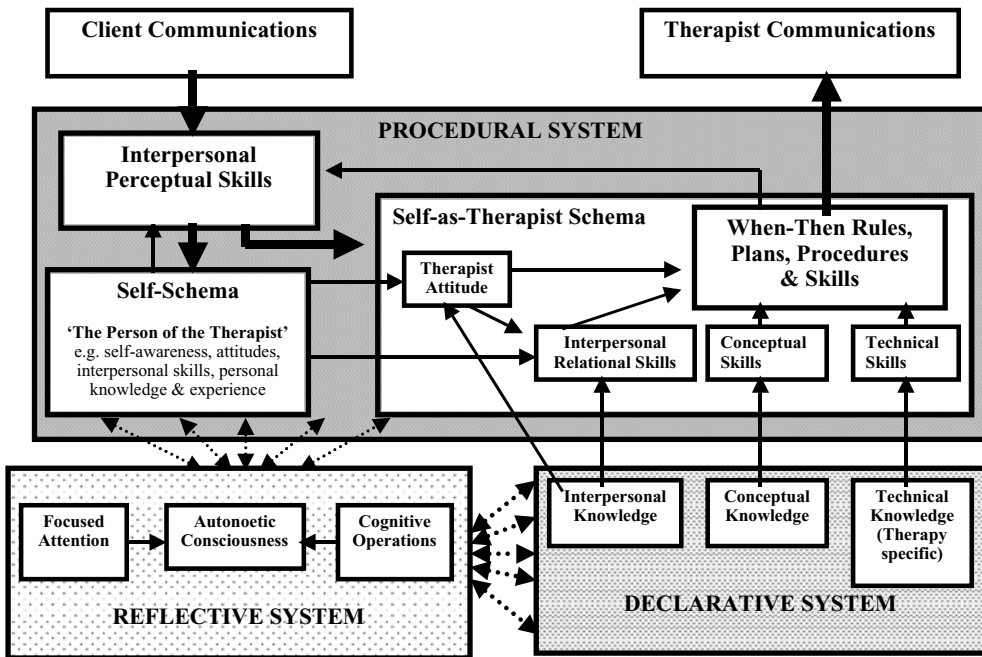 Client Communications
Therapist Communications
PROCEDURAL SYSTEM
Interpersonal
Perceptual Skills
Self-as-Therapist Schema
When-Then Rules,
Plans, Procedures
& Skills
Therapist
Attitude
Self-Schema
‘The Person of the Therapist’
e.g. self-awareness, attitudes,
interpersonal skills, personal
knowledge & experience
Interpersonal
Relational Skills
Conceptual
Skills
Technical
Skills
Focused
Attention
Autonoetic
Consciousness
Cognitive
Operations
REFLECTIVE SYSTEM
Interpersonal
Knowledge
Conceptual
Knowledge
Technical
Knowledge
(Therapy
specific)
DECLARATIVE SYSTEM